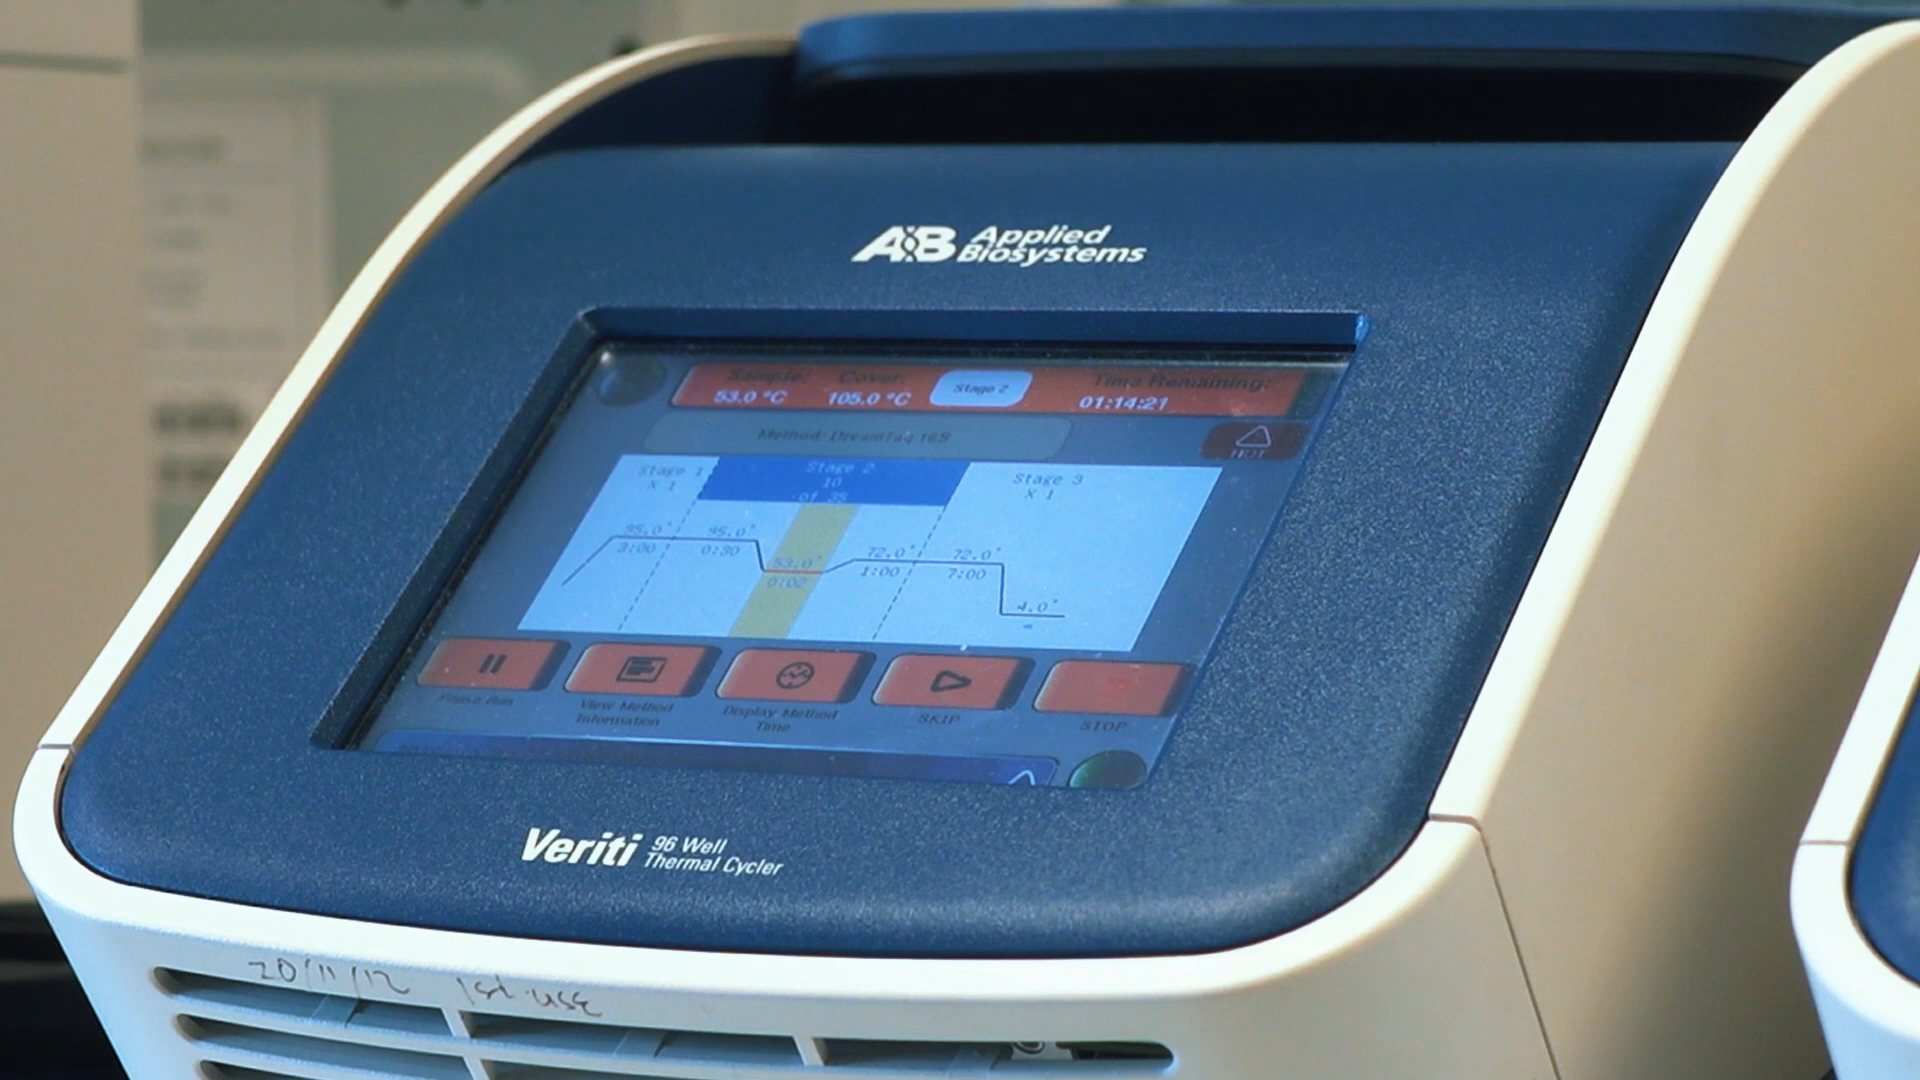 AB Applied
Biosystems
Sample: Cover: Stage 2 Time Remaining:
53.0 °C 105.0 °C 01:14:21
Method: DreamTaq 16S
HOT
Stage 1 Stage 2 Stage 3
X 1 10 X 1
of 35
95.0° 95.0° 53.0° 72.0° 72.0° 4.0°
3:00 0:30 0:02 1:00 7:00 ∞
Pause Run View Method Information Display Method Time SKIP STOP
Veriti 96 Well
Thermal Cycler
20/11/12 1st use